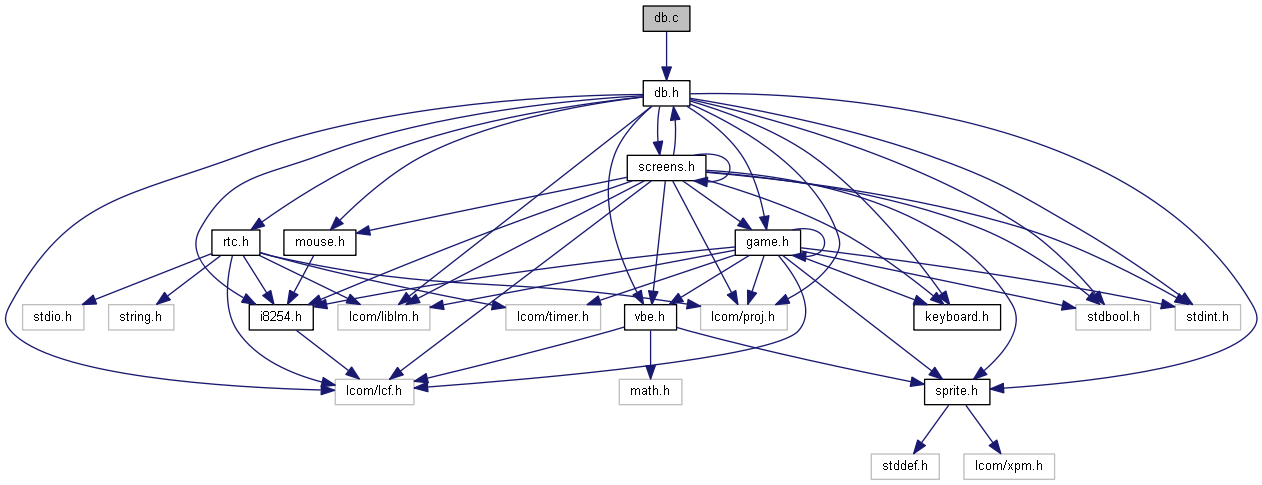 db.c
db.h
screens.h
rtc.h
mouse.h
game.h
stdio.h
string.h
i8254.h
lcom/liblm.h
lcom/timer.h
vbe.h
lcom/proj.h
keyboard.h
stdbool.h
stdint.h
lcom/lcf.h
math.h
sprite.h
stddef.h
lcom/xpm.h